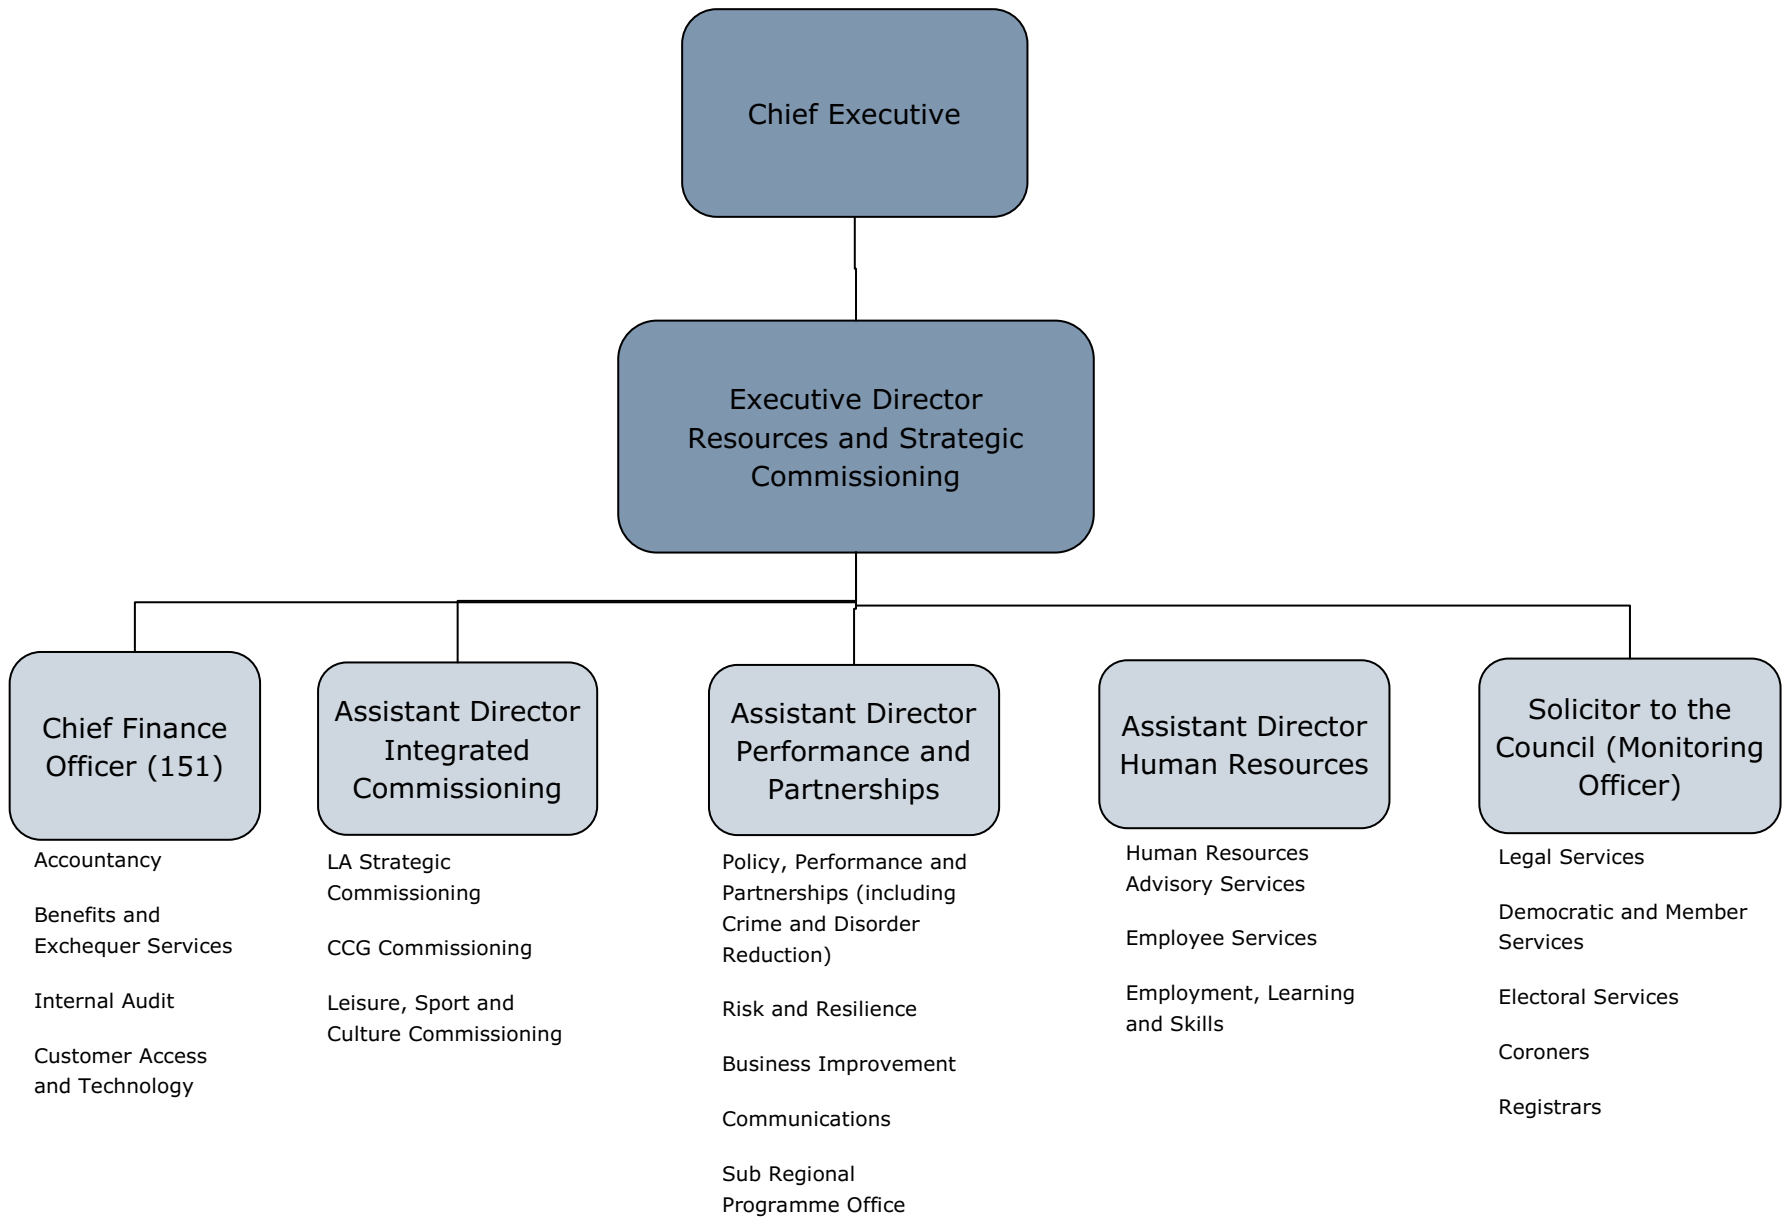 Chief Executive
Executive Director
Resources and Strategic
Commissioning
Chief Finance
Officer (151)
Accountancy
Benefits and
Exchequer Services
Internal Audit
Customer Access
and Technology
Assistant Director
Integrated
Commissioning
LA Strategic
Commissioning
CCG Commissioning
Leisure, Sport and
Culture Commissioning
Assistant Director
Performance and
Partnerships
Policy, Performance and
Partnerships (including
Crime and Disorder
Reduction)
Risk and Resilience
Business Improvement
Communications
Sub Regional
Programme Office
Assistant Director
Human Resources
Human Resources
Advisory Services
Employee Services
Employment, Learning
and Skills
Solicitor to the
Council (Monitoring
Officer)
Legal Services
Democratic and Member
Services
Electoral Services
Coroners
Registrars